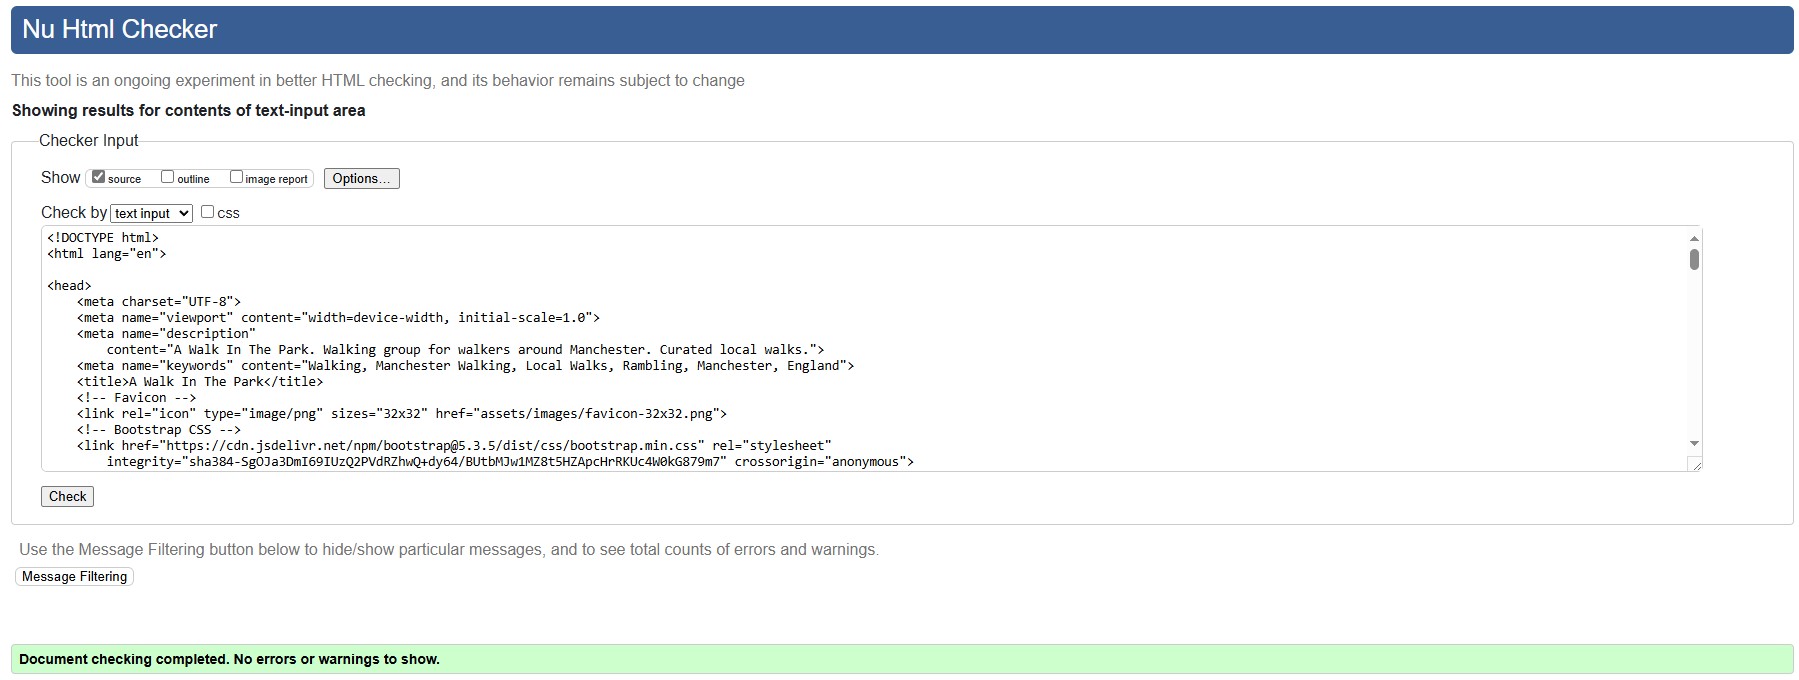 Nu Html Checker
This tool is an ongoing experiment in better HTML checking, and its behavior remains subject to change
Showing results for contents of text-input area
Checker Input
Show source outline image report Options...
Check by text input css
<!DOCTYPE html>
<html lang="en">
<head>
<meta charset="UTF-8">
<meta name="viewport" content="width=device-width, initial-scale=1.0">
<meta name="description"
content="A Walk In The Park. Walking group for walkers around Manchester. Curated local walks.">
<meta name="keywords" content="Walking, Manchester Walking, Local Walks, Rambling, Manchester, England">
<title>A Walk In The Park</title>
<!-- Favicon -->
<link rel="icon" type="image/png" sizes="32x32" href="assets/images/favicon-32x32.png">
<!-- Bootstrap CSS -->
<link href="https://cdn.jsdelivr.net/npm/bootstrap@5.3.5/dist/css/bootstrap.min.css" rel="stylesheet"
integrity="sha384-SgOJa3DmI69IUzQ2PVdRZhwQ+dy64/BUtbMJw1MZ8t5HZApcHrRKUc4W0kG879m7" crossorigin="anonymous">
Check
Use the Message Filtering button below to hide/show particular messages, and to see total counts of errors and warnings.
Message Filtering
Document checking completed. No errors or warnings to show.